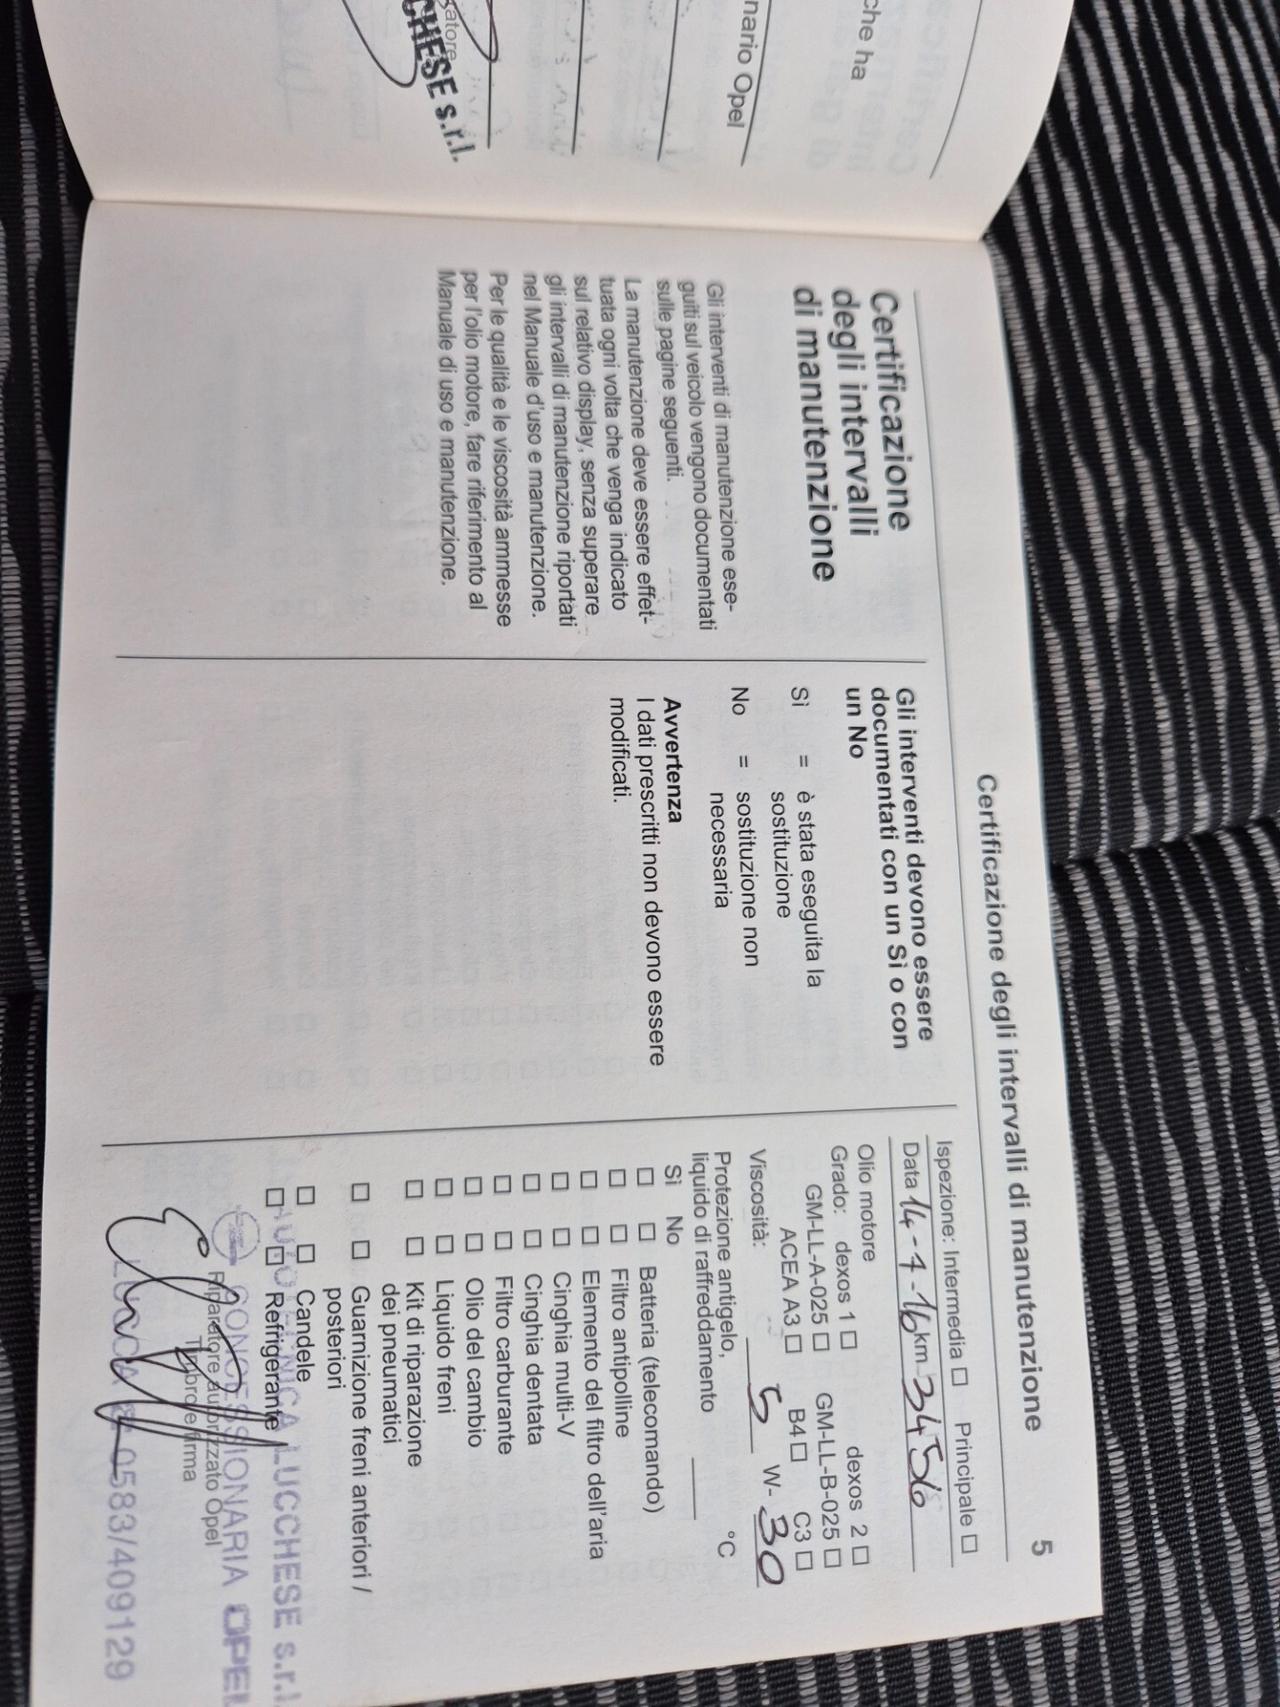 che ha
nario Opel
CHESE s.r.l.
Certificazione degli intervalli di manutenzione
5
Certificazione
degli intervalli
di manutenzione
Gli interventi di manutenzione ese-
guiti sul veicolo vengono documentati
sulle pagine seguenti.
La manutenzione deve essere effet-
tuata ogni volta che venga indicato
sul relativo display, senza superare
gli intervalli di manutenzione riportati
nel Manuale d'uso e manutenzione.
Per le qualità e le viscosità ammesse
per l'olio motore, fare riferimento al
Manuale di uso e manutenzione.
Gli interventi devono essere
documentati con un Sì o con
un No
Sì = è stata eseguita la
sostituzione
No = sostituzione non
necessaria
Avvertenza
I dati prescritti non devono essere
modificati.
Ispezione: Intermedia ☐ Principale ☐
Data 14-1-16 km 3456
Olio motore
Grado: dexos 1 ☐ dexos 2 ☐
GM-LL-A-025 ☐ GM-LL-B-025 ☐
ACEA A3 ☐ B4 ☐ C3 ☐
Viscosità: 5 W- 30
Protezione antigelo,
liquido di raffreddamento °C
Sì No
☐ ☐ Batteria (telecomando)
☐ ☐ Filtro antipolline
☐ ☐ Elemento del filtro dell'aria
☐ ☐ Cinghia multi-V
☐ ☐ Cinghia dentata
☐ ☐ Filtro carburante
☐ ☐ Olio del cambio
☐ ☐ Liquido freni
☐ ☐ Kit di riparazione
dei pneumatici
☐ ☐ Guarnizione freni anteriori /
posteriori
☐ ☐ Candele
☐ ☐ Refrigerante
AUTOTECNICA LUCCHESE s.r.l.
CONCESSIONARIA OPEL
Riparatore autorizzato Opel
Timbro e firma
LUCCA 0583/409129